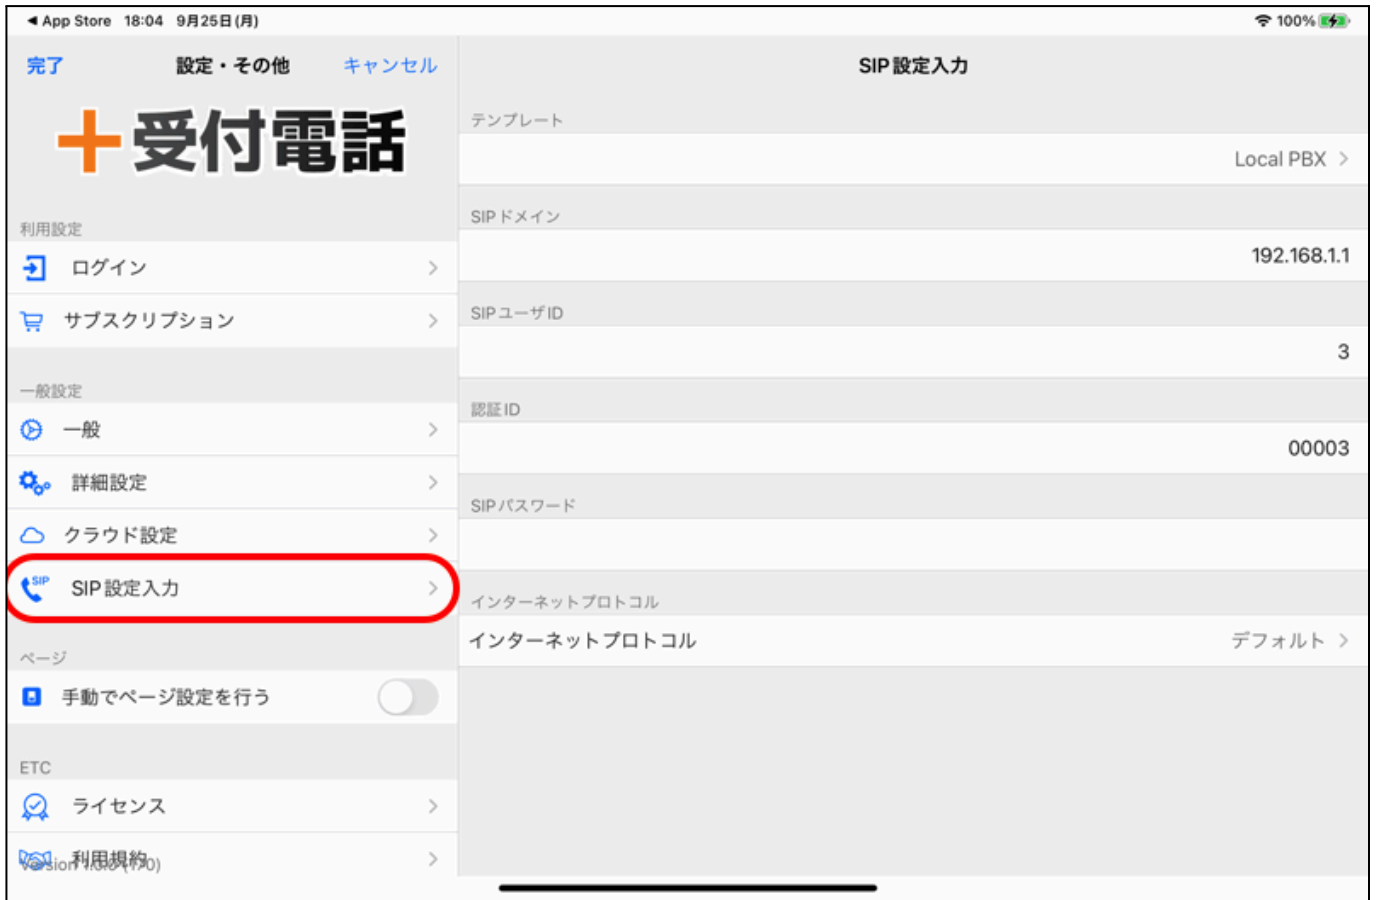 ◀ App Store 18:04 9月25日(月)
100%
完了 設定・その他 キャンセル
+受付電話
利用設定
ログイン
サブスクリプション
一般設定
一般
詳細設定
クラウド設定
SIP SIP設定入力
ページ
手動でページ設定を行う
ETC
ライセンス
利用規約
SIP設定入力
テンプレート
Local PBX
SIPドメイン
192.168.1.1
SIPユーザID
3
認証ID
00003
SIPパスワード
インターネットプロトコル
インターネットプロトコル デフォルト